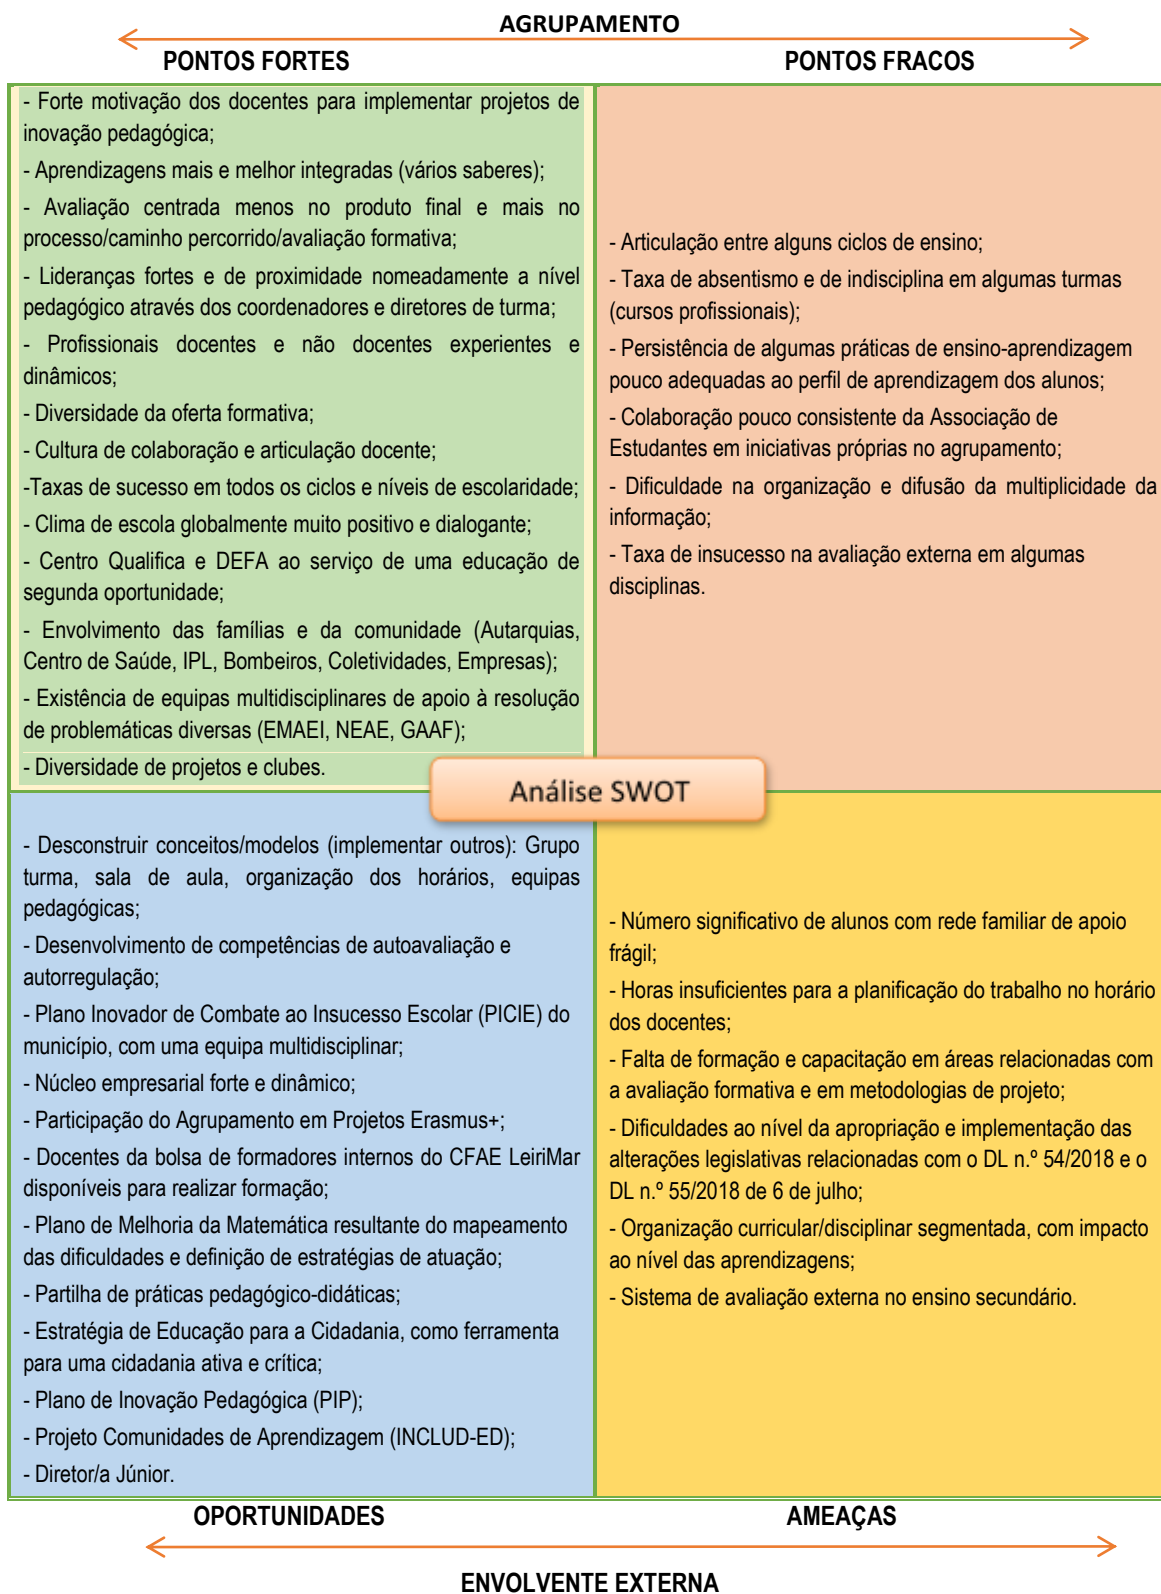 AGRUPAMENTO
PONTOS FORTES
PONTOS FRACOS
- Forte motivação dos docentes para implementar projetos de
inovação pedagógica;
- Aprendizagens mais e melhor integradas (vários saberes);
- Avaliação centrada menos no produto final e mais no
processo/caminho percorrido/avaliação formativa;
- Lideranças fortes e de proximidade nomeadamente a nível
pedagógico através dos coordenadores e diretores de turma;
- Profissionais docentes e não docentes experientes e
dinâmicos;
- Diversidade da oferta formativa;
- Cultura de colaboração e articulação docente;
-Taxas de sucesso em todos os ciclos e níveis de escolaridade;
- Clima de escola globalmente muito positivo e dialogante;
- Centro Qualifica e DEFA ao serviço de uma educação de
segunda oportunidade;
- Envolvimento das famílias e da comunidade (Autarquias,
Centro de Saúde, IPL, Bombeiros, Coletividades, Empresas);
- Existência de equipas multidisciplinares de apoio à resolução
de problemáticas diversas (EMAEI, NEAE, GAAF);
- Diversidade de projetos e clubes.
- Articulação entre alguns ciclos de ensino;
- Taxa de absentismo e de indisciplina em algumas turmas
(cursos profissionais);
- Persistência de algumas práticas de ensino-aprendizagem
pouco adequadas ao perfil de aprendizagem dos alunos;
- Colaboração pouco consistente da Associação de
Estudantes em iniciativas próprias no agrupamento;
- Dificuldade na organização e difusão da multiplicidade da
informação;
- Taxa de insucesso na avaliação externa em algumas
disciplinas.
Análise SWOT
- Desconstruir conceitos/modelos (implementar outros): Grupo
turma, sala de aula, organização dos horários, equipas
pedagógicas;
- Desenvolvimento de competências de autoavaliação e
autorregulação;
- Plano Inovador de Combate ao Insucesso Escolar (PICIE) do
município, com uma equipa multidisciplinar;
- Núcleo empresarial forte e dinâmico;
- Participação do Agrupamento em Projetos Erasmus+;
- Docentes da bolsa de formadores internos do CFAE LeiriMar
disponíveis para realizar formação;
- Plano de Melhoria da Matemática resultante do mapeamento
das dificuldades e definição de estratégias de atuação;
- Partilha de práticas pedagógico-didáticas;
- Estratégia de Educação para a Cidadania, como ferramenta
para uma cidadania ativa e crítica;
- Plano de Inovação Pedagógica (PIP);
- Projeto Comunidades de Aprendizagem (INCLUD-ED);
- Diretor/a Júnior.
- Número significativo de alunos com rede familiar de apoio
frágil;
- Horas insuficientes para a planificação do trabalho no horário
dos docentes;
- Falta de formação e capacitação em áreas relacionadas com
a avaliação formativa e em metodologias de projeto;
- Dificuldades ao nível da apropriação e implementação das
alterações legislativas relacionadas com o DL n.º 54/2018 e o
DL n.º 55/2018 de 6 de julho;
- Organização curricular/disciplinar segmentada, com impacto
ao nível das aprendizagens;
- Sistema de avaliação externa no ensino secundário.
OPORTUNIDADES
AMEAÇAS
ENVOLVENTE EXTERNA